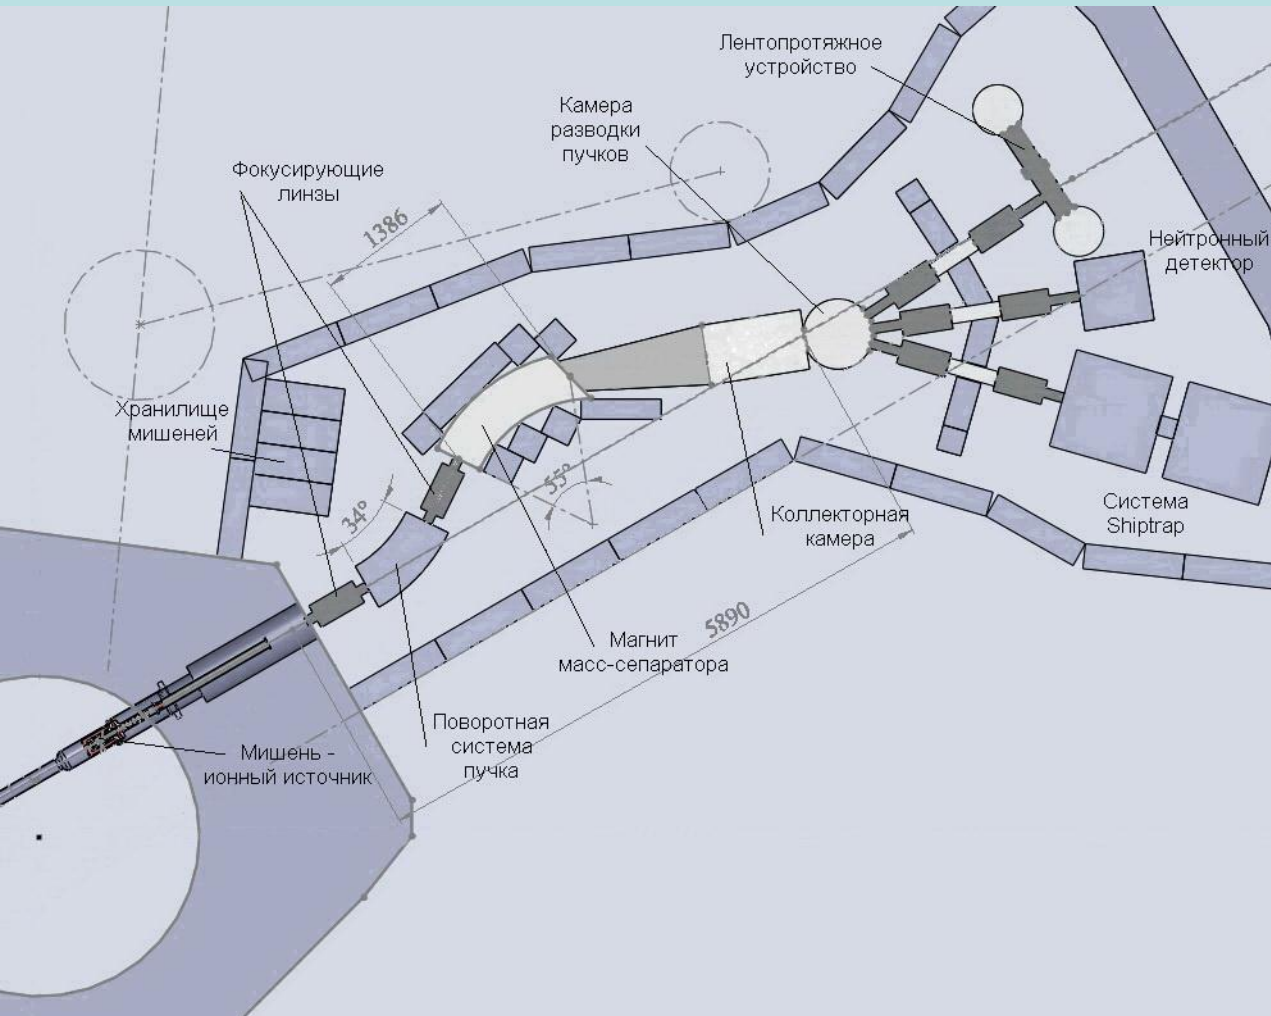 Лентопротяжное
устройство
Камера
разводки
пучков
Фокусирующие
линзы
1386
Нейтронный
детектор
Хранилище
мишеней
34°
55°
Коллекторная
камера
Система
Shiptrap
5890
Магнит
масс-сепаратора
Поворотная
система
пучка
Мишень -
ионный источник